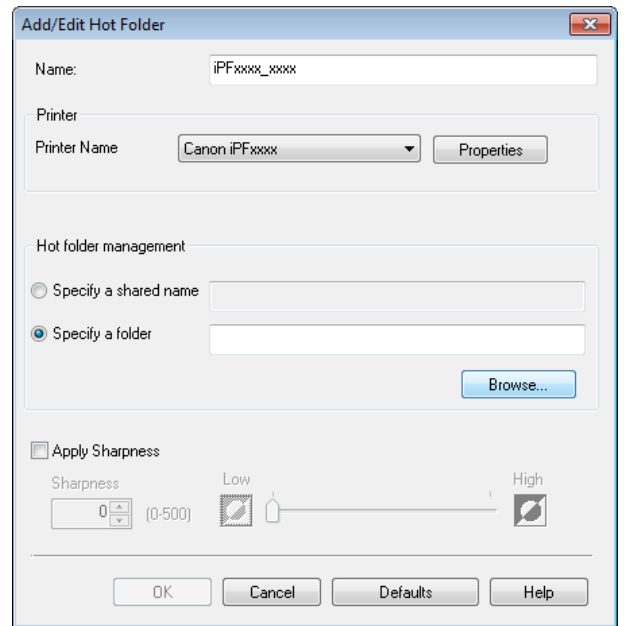 Add/Edit Hot Folder
Name: iPFxxxx_xxxx
Printer
Printer Name Canon iPFxxxx Properties
Hot folder management
Specify a shared name
Specify a folder
Browse...
Apply Sharpness
Sharpness Low High
0 (0-500)
OK Cancel Defaults Help